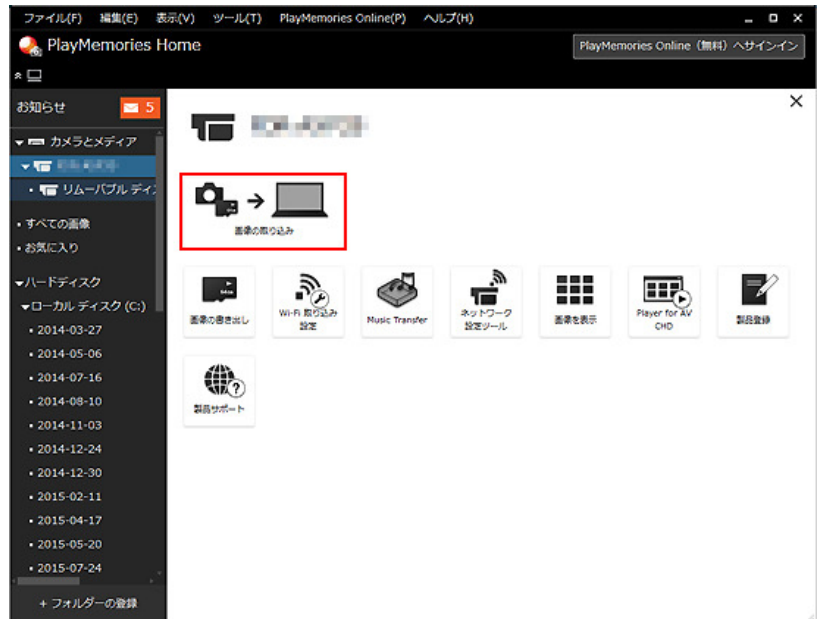 ファイル(F) 編集(E) 表示(V) ツール(T) PlayMemories Online(P) ヘルプ(H)
PlayMemories Home
PlayMemories Online (無料) へサインイン
お知らせ 5
カメラとメディア
リムーバブル ディ
すべての画像
お気に入り
ハードディスク
ローカル ディスク (C:)
2014-03-27
2014-05-06
2014-07-16
2014-08-10
2014-11-03
2014-12-24
2014-12-30
2015-02-11
2015-04-17
2015-05-20
2015-07-24
+ フォルダーの登録
画像の取り込み
画像の書き出し
Wi-Fi 取り込み
設定
Music Transfer
ネットワーク
設定ツール
画像を表示
Player for AV
CHD
製品登録
製品サポート